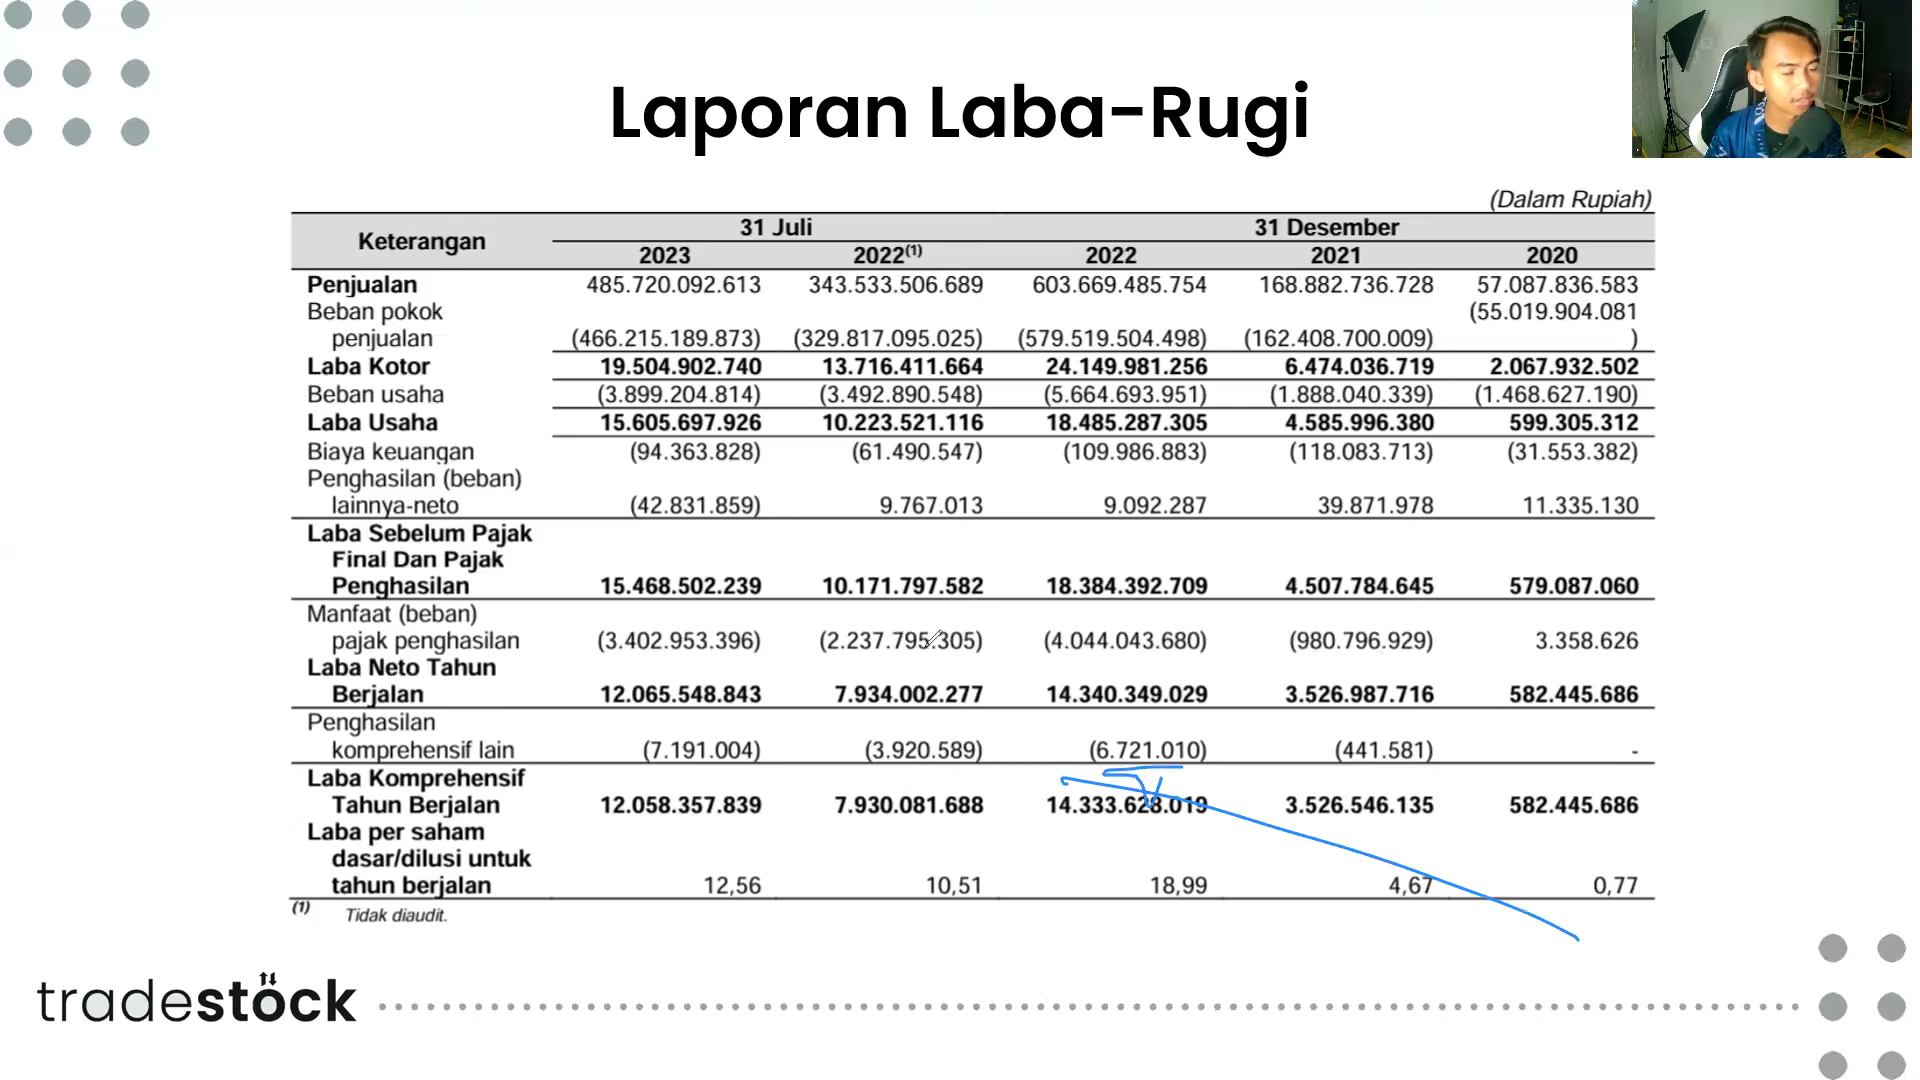 Laporan Laba-Rugi
(Dalam Rupiah)
Keterangan 31 Juli 31 Desember
2023 2022(1) 2022 2021 2020
Penjualan 485.720.092.613 343.533.506.689 603.669.485.754 168.882.736.728 57.087.836.583
Beban pokok (55.019.904.081
penjualan (466.215.189.873) (329.817.095.025) (579.519.504.498) (162.408.700.009) )
Laba Kotor 19.504.902.740 13.716.411.664 24.149.981.256 6.474.036.719 2.067.932.502
Beban usaha (3.899.204.814) (3.492.890.548) (5.664.693.951) (1.888.040.339) (1.468.627.190)
Laba Usaha 15.605.697.926 10.223.521.116 18.485.287.305 4.585.996.380 599.305.312
Biaya keuangan (94.363.828) (61.490.547) (109.986.883) (118.083.713) (31.553.382)
Penghasilan (beban)
lainnya-neto (42.831.859) 9.767.013 9.092.287 39.871.978 11.335.130
Laba Sebelum Pajak
Final Dan Pajak
Penghasilan 15.468.502.239 10.171.797.582 18.384.392.709 4.507.784.645 579.087.060
Manfaat (beban)
pajak penghasilan (3.402.953.396) (2.237.795.305) (4.044.043.680) (980.796.929) 3.358.626
Laba Neto Tahun
Berjalan 12.065.548.843 7.934.002.277 14.340.349.029 3.526.987.716 582.445.686
Penghasilan
komprehensif lain (7.191.004) (3.920.589) (6.721.010) (441.581) -
Laba Komprehensif
Tahun Berjalan 12.058.357.839 7.930.081.688 14.333.628.019 3.526.546.135 582.445.686
Laba per saham
dasar/dilusi untuk
tahun berjalan 12,56 10,51 18,99 4,67 0,77
(1) Tidak diaudit.
tradestock